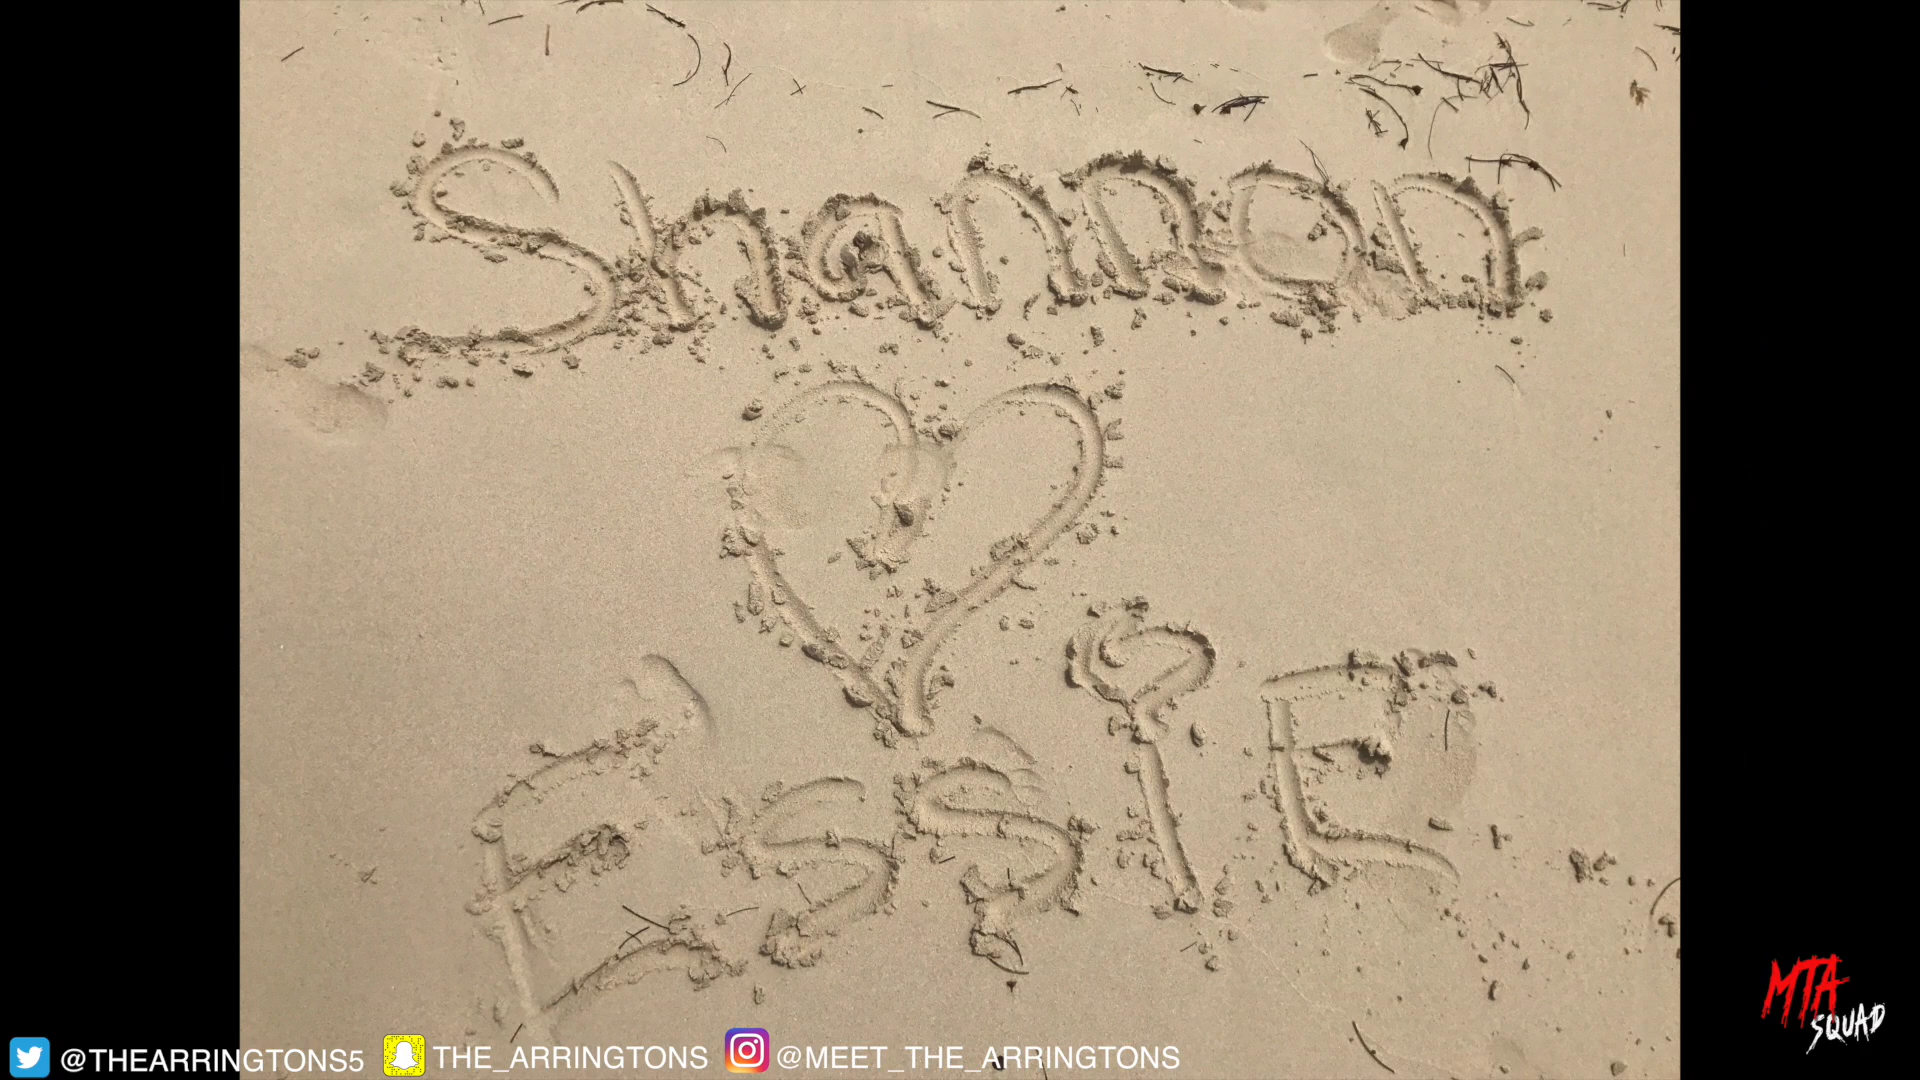 Shannon
EssiE
MTA
SQUAD
@THEARRINGTONS5 THE_ARRINGTONS @MEET_THE_ARRINGTONS